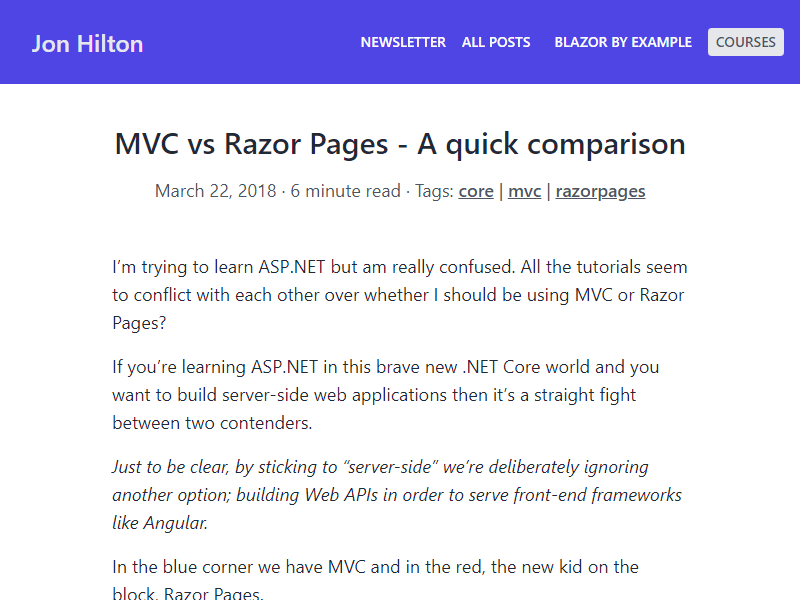 Jon Hilton
NEWSLETTER ALL POSTS BLAZOR BY EXAMPLE COURSES
MVC vs Razor Pages - A quick comparison
March 22, 2018 · 6 minute read · Tags: core | mvc | razorpages
I’m trying to learn ASP.NET but am really confused. All the tutorials seem
to conflict with each other over whether I should be using MVC or Razor
Pages?
If you’re learning ASP.NET in this brave new .NET Core world and you
want to build server-side web applications then it’s a straight fight
between two contenders.
Just to be clear, by sticking to “server-side” we’re deliberately ignoring
another option; building Web APIs in order to serve front-end frameworks
like Angular.
In the blue corner we have MVC and in the red, the new kid on the
block, Razor Pages.